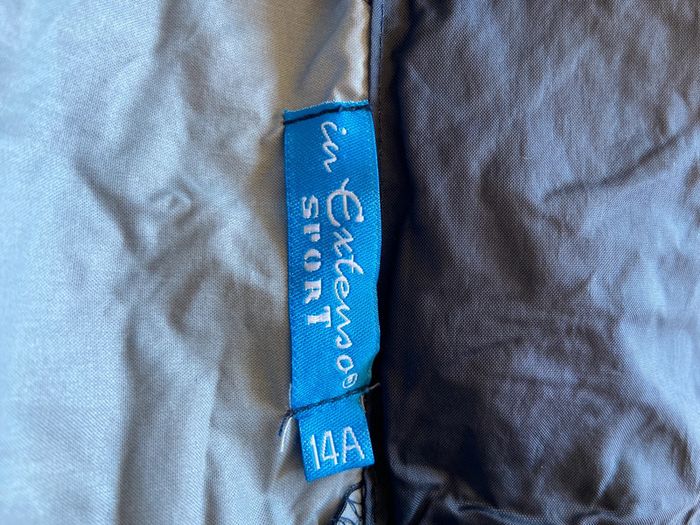 in Extenso®
SPORT
14A